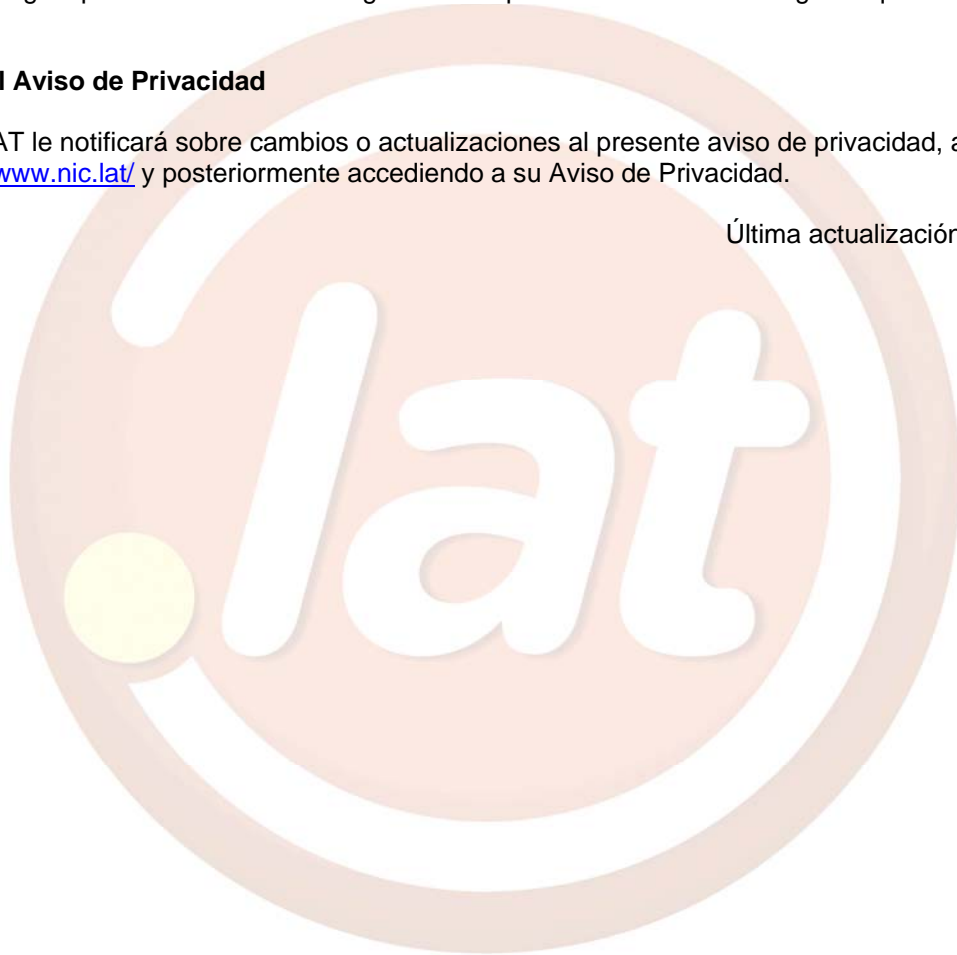 l Aviso de Privacidad
AT le notificará sobre cambios o actualizaciones al presente aviso de privacidad, a
www.nic.lat/ y posteriormente accediendo a su Aviso de Privacidad.
Última actualización
.lat